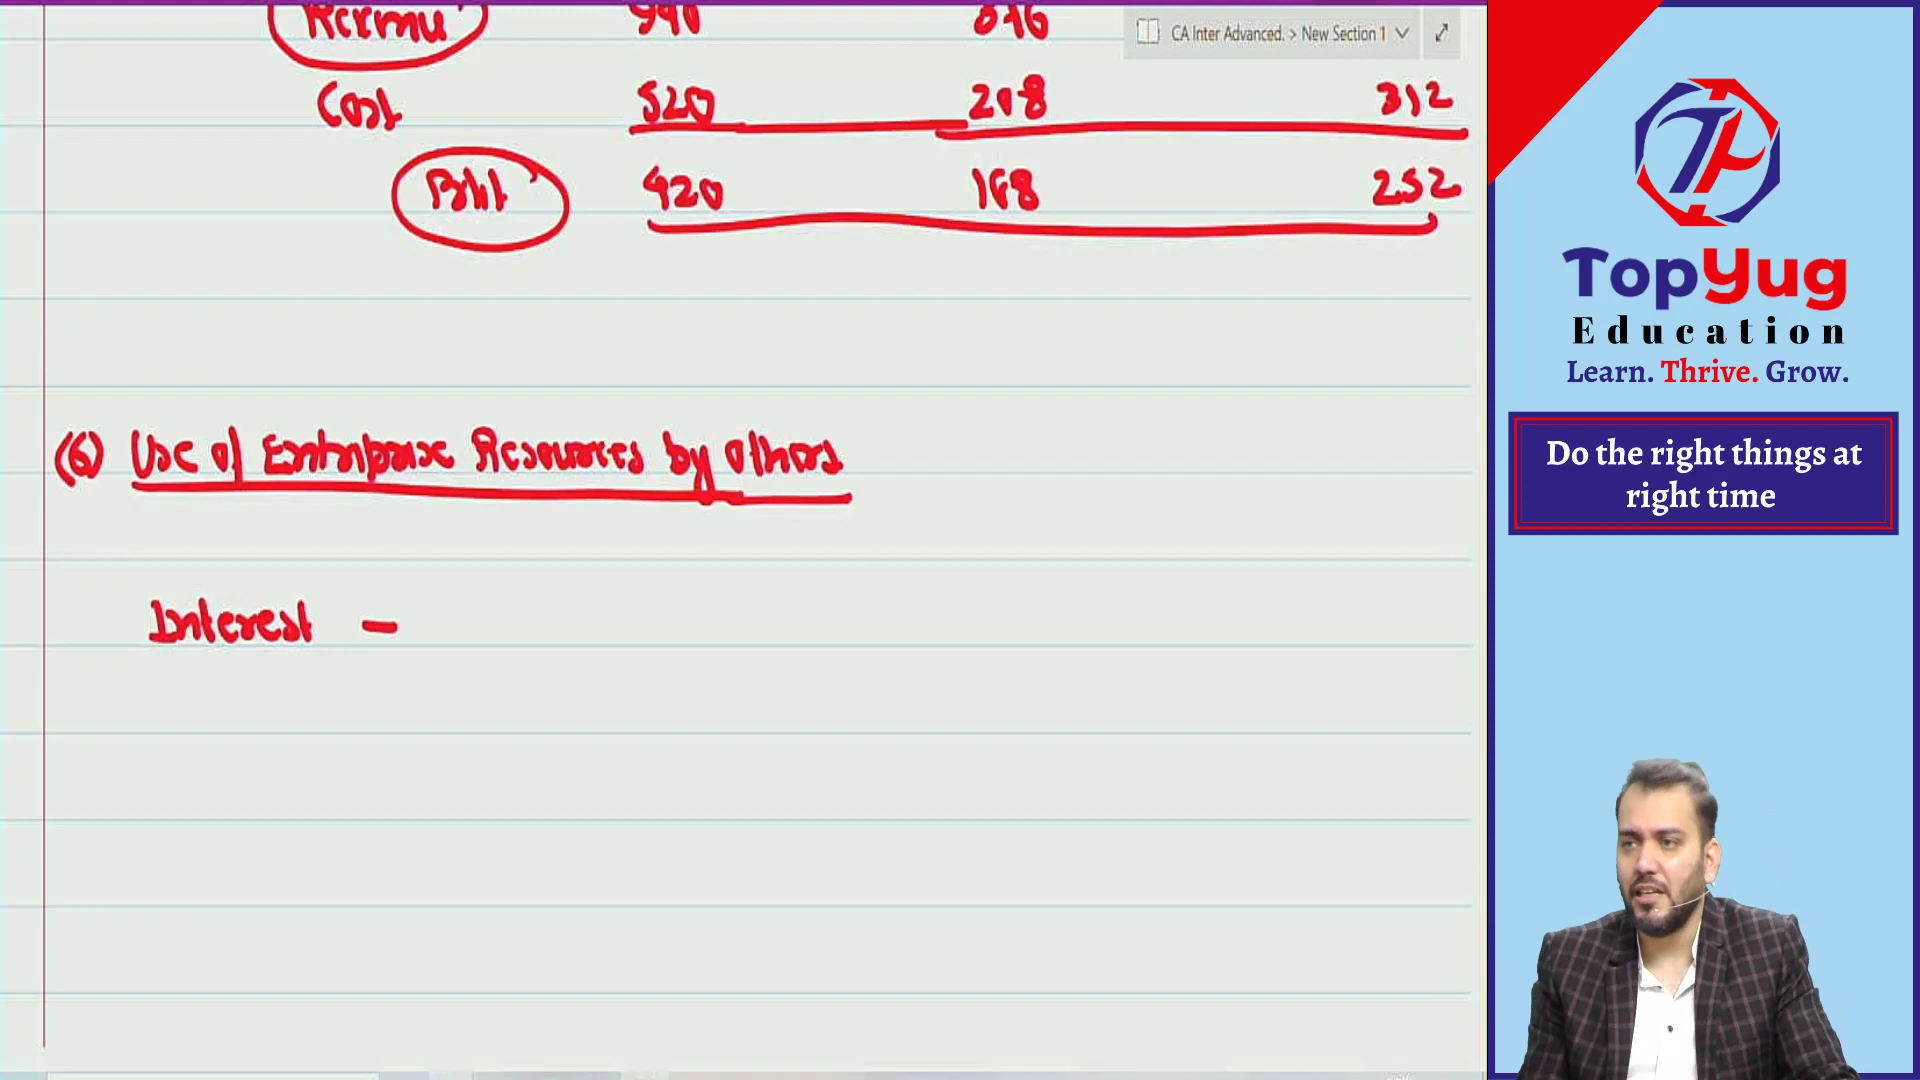 Revenue 940 376
CA Inter Advanced. > New Section 1
Cost 520 208 312
Profit 420 168 252
(6) Use of Enterprise Resources by others
Interest -
TopYug
Education
Learn. Thrive. Grow.
Do the right things at
right time